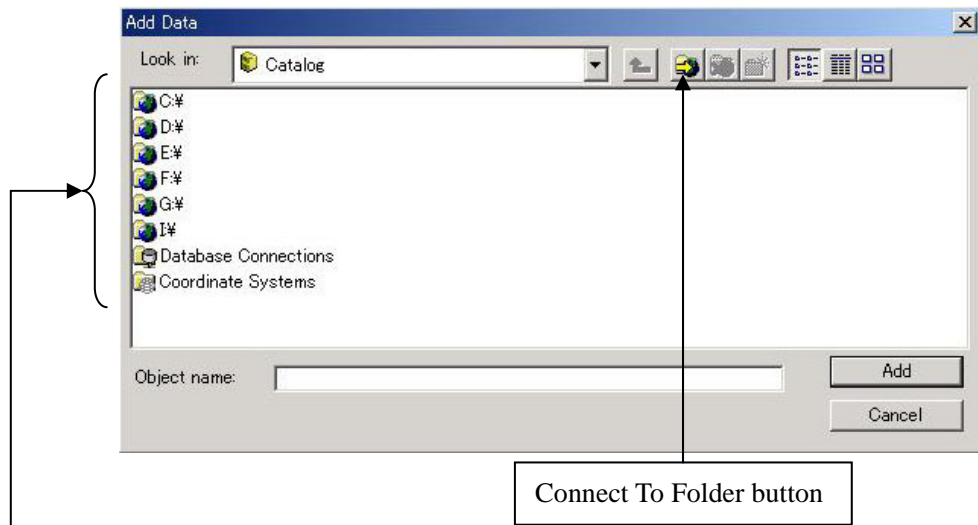 Add Data
Look in:
Catalog
C:¥
D:¥
E:¥
F:¥
G:¥
I:¥
Database Connections
Coordinate Systems
Object name:
Add
Cancel
Connect To Folder button